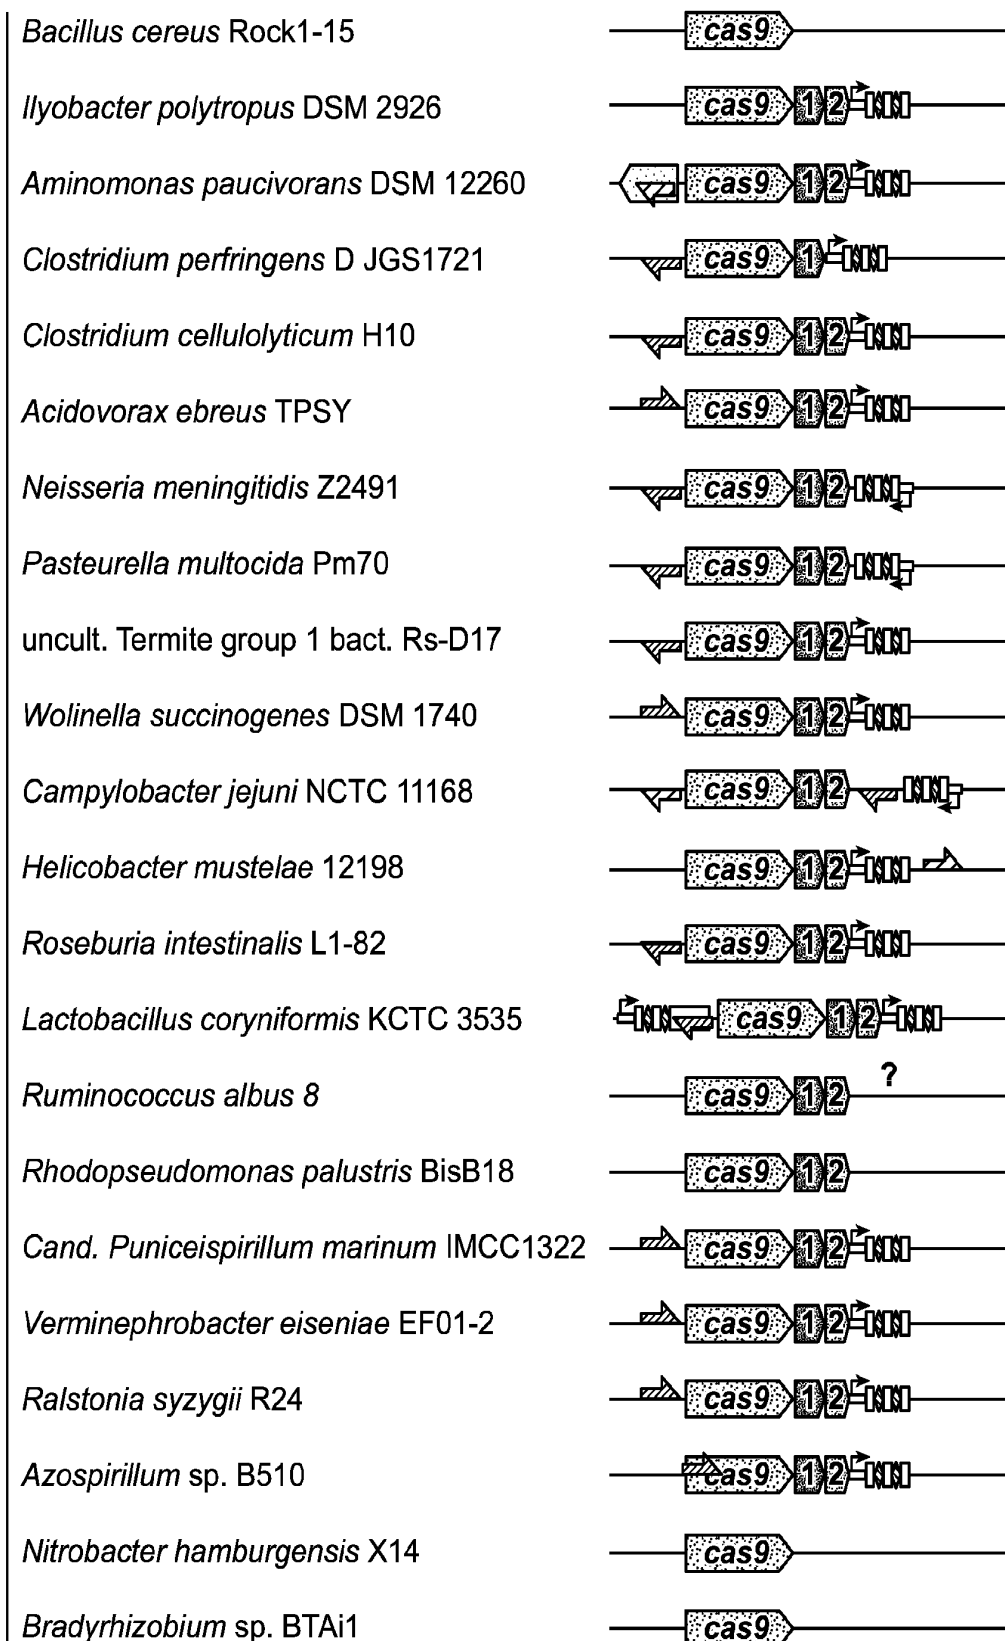 Bacillus cereus Rock1-15 cas9
Ilyobacter polytropus DSM 2926 cas9 1 2
Aminomonas paucivorans DSM 12260 cas9 1 2
Clostridium perfringens D JGS1721 cas9 1
Clostridium cellulolyticum H10 cas9 1 2
Acidovorax ebreus TPSY cas9 1 2
Neisseria meningitidis Z2491 cas9 1 2
Pasteurella multocida Pm70 cas9 1 2
uncult. Termite group 1 bact. Rs-D17 cas9 1 2
Wolinella succinogenes DSM 1740 cas9 1 2
Campylobacter jejuni NCTC 11168 cas9 1 2
Helicobacter mustelae 12198 cas9 1 2
Roseburia intestinalis L1-82 cas9 1 2
Lactobacillus coryniformis KCTC 3535 cas9 1 2
Ruminococcus albus 8 cas9 1 2 ?
Rhodopseudomonas palustris BisB18 cas9 1 2
Cand. Puniceispirillum marinum IMCC1322 cas9 1 2
Verminephrobacter eiseniae EF01-2 cas9 1 2
Ralstonia syzygii R24 cas9 1 2
Azospirillum sp. B510 cas9 1 2
Nitrobacter hamburgensis X14 cas9
Bradyrhizobium sp. BTAi1 cas9